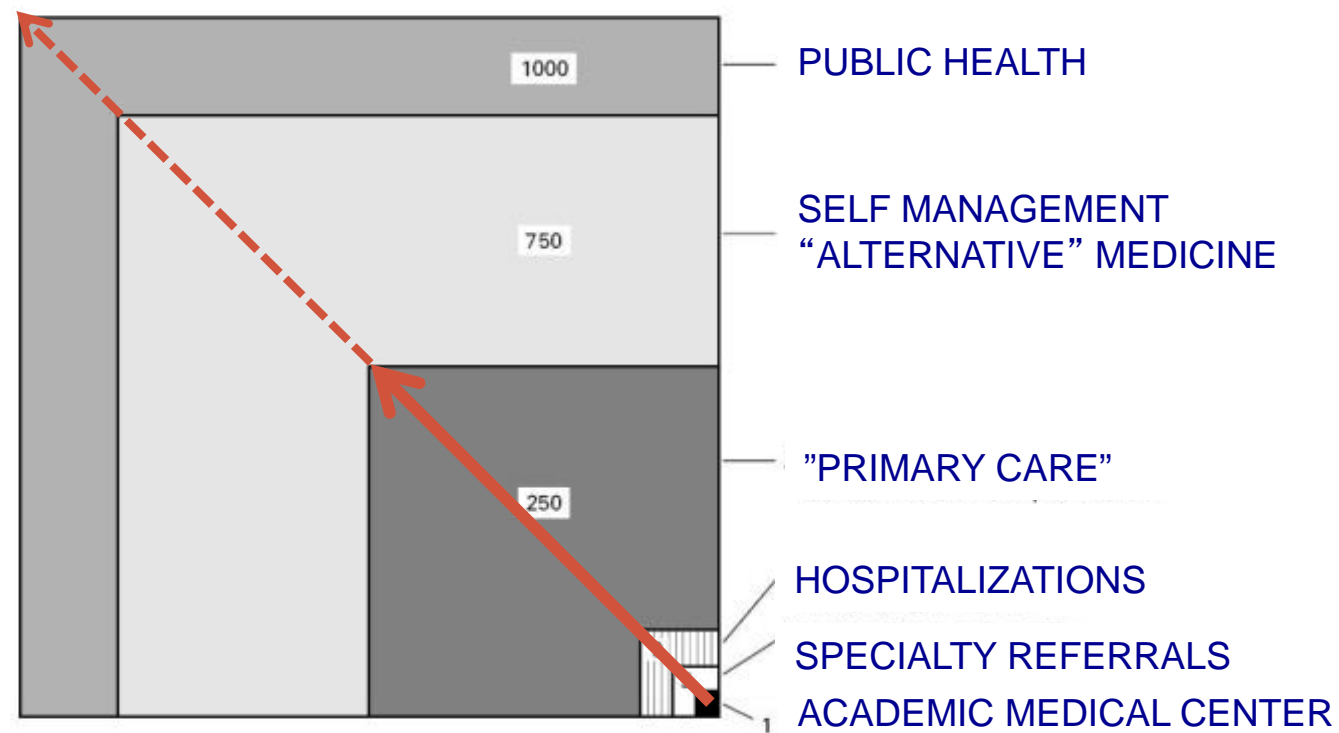 1000
PUBLIC HEALTH
750
SELF MANAGEMENT
“ALTERNATIVE” MEDICINE
250
”PRIMARY CARE”
HOSPITALIZATIONS
SPECIALTY REFERRALS
1
ACADEMIC MEDICAL CENTER